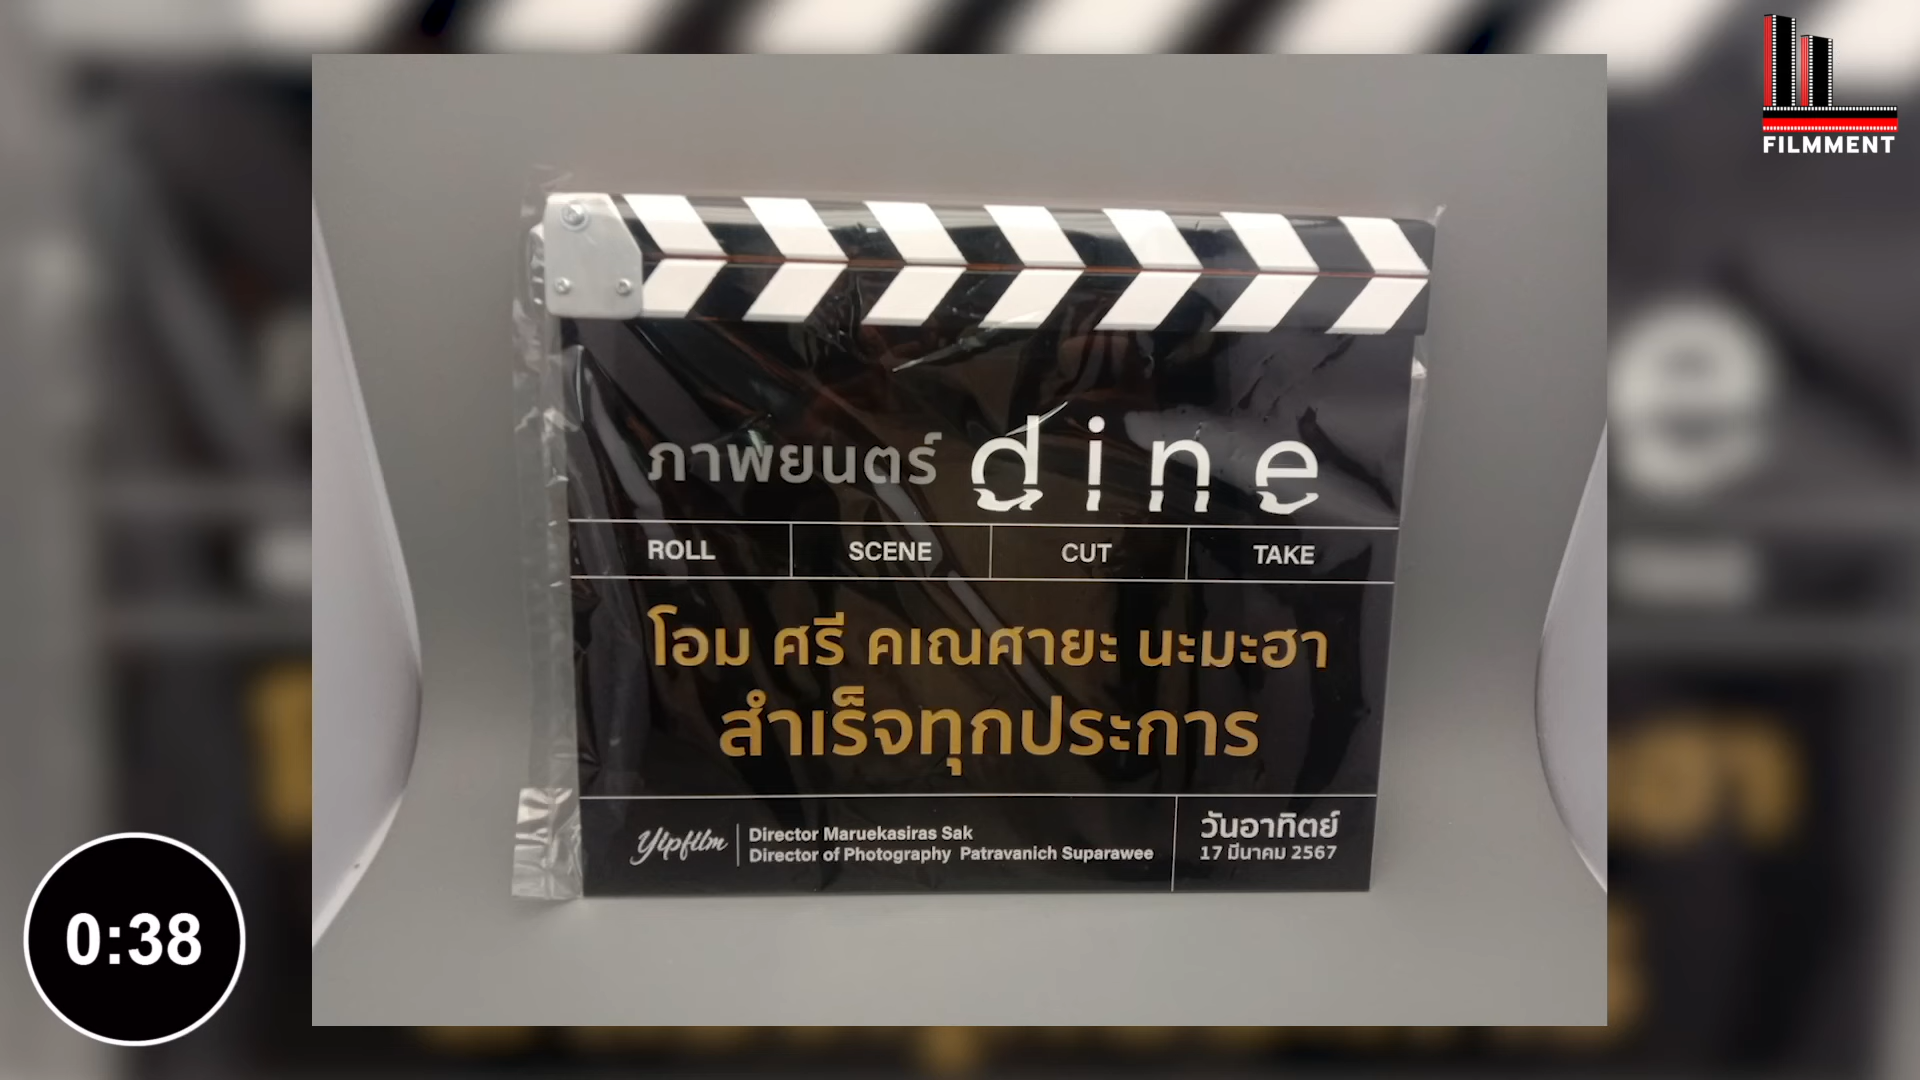 FILMMENT
ภาพยนตร์ dine
ROLL SCENE CUT TAKE
โอม ศรี คเณศายะ นะมะฮา
สำเร็จทุกประการ
Yipfilm
Director Maruekasiras Sak
Director of Photography Patravanich Suparawee
วันอาทิตย์
17 มีนาคม 2567
0:38